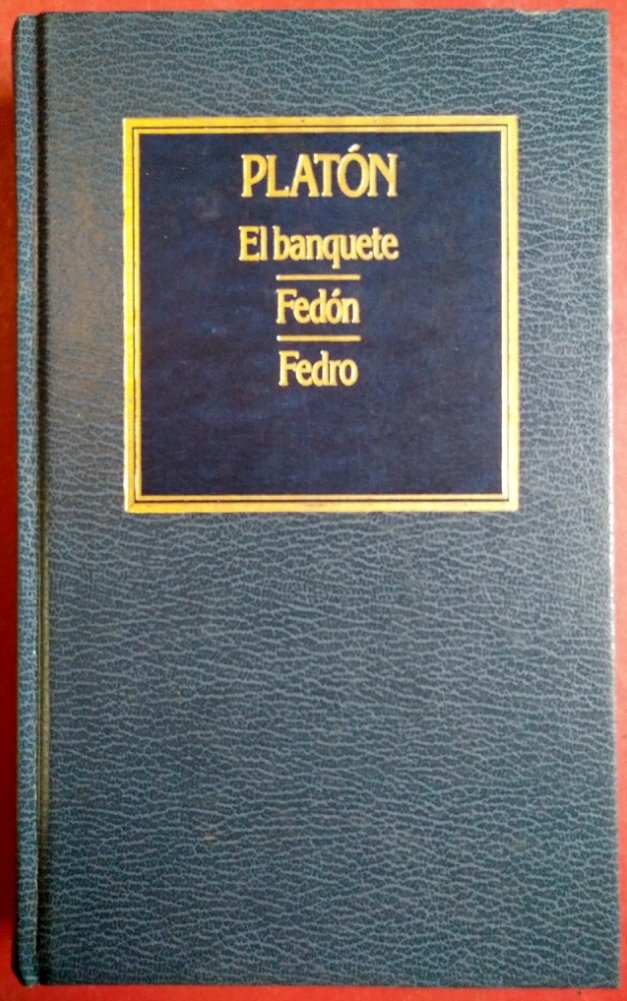 PLATÓN
El banquete
Fedón
Fedro